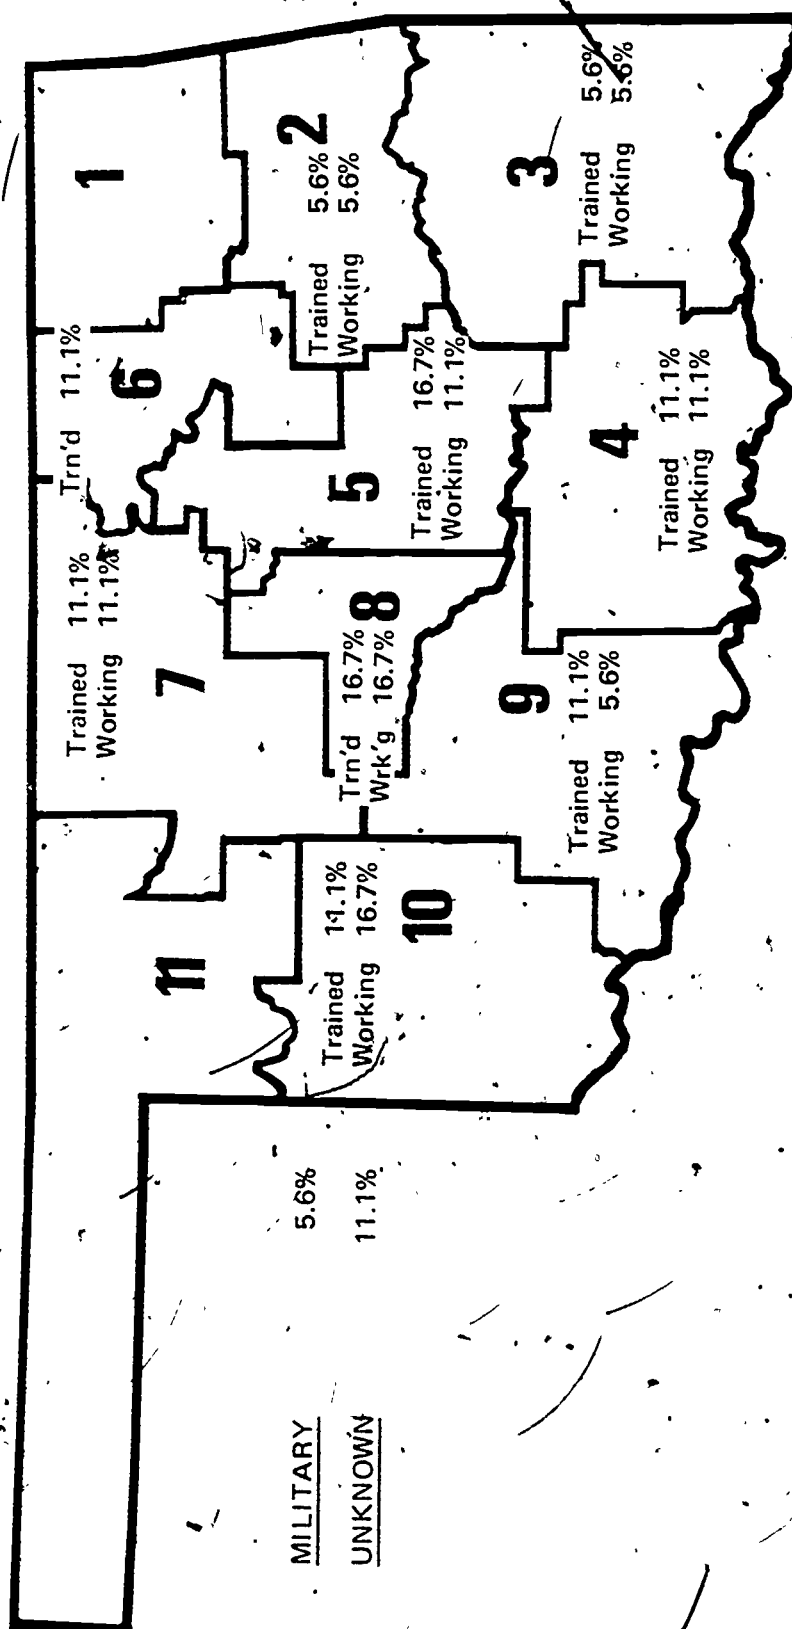 11
Trained 11.1%
Working 11.1%
7
Trn'd 11.1%
6
1
2
Trained 5.6%
Working 5.6%
Trn'd 16.7%
Wrk'g 16.7%
8
5
Trained 16.7%
Working 11.1%
Trained 11.1%
Working 16.7%
10
9
Trained 11.1%
Working 5.6%
4
Trained 11.1%
Working 11.1%
3
Trained 5.6%
Working 5.6%
MILITARY 5.6%
UNKNOWN 11.1%